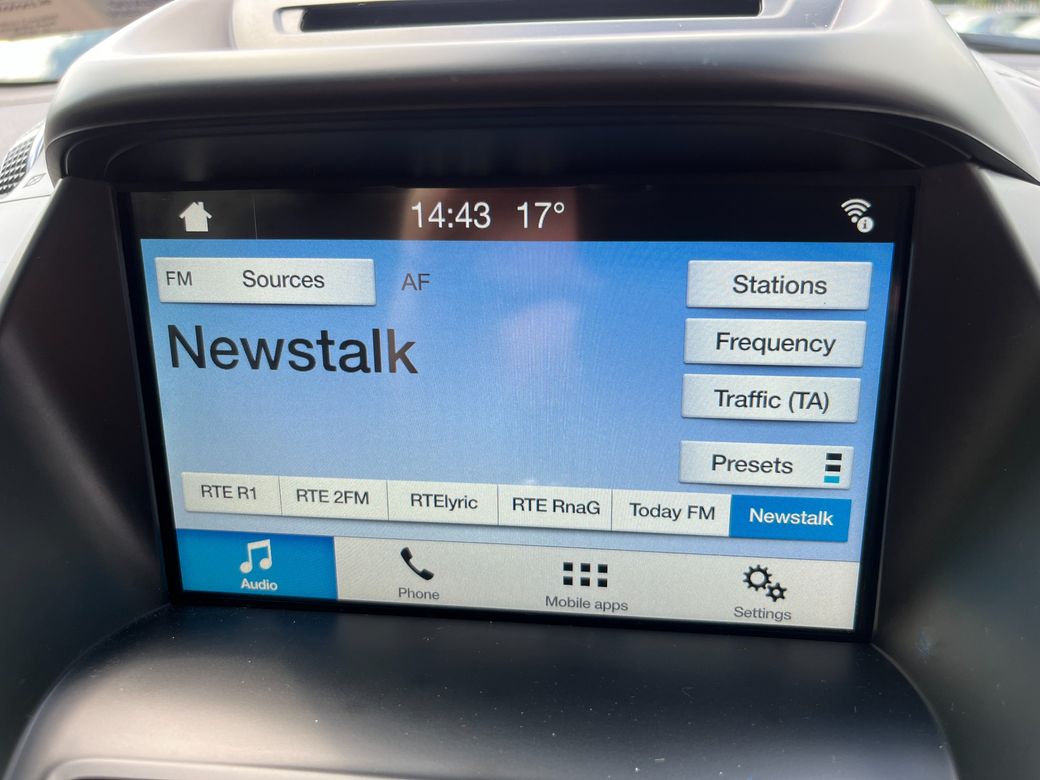 14:43 17°
FM Sources AF Stations
Newstalk
Frequency
Traffic (TA)
Presets
RTE R1 RTE 2FM RTElyric RTE RnaG Today FM Newstalk
Audio Phone Mobile apps Settings